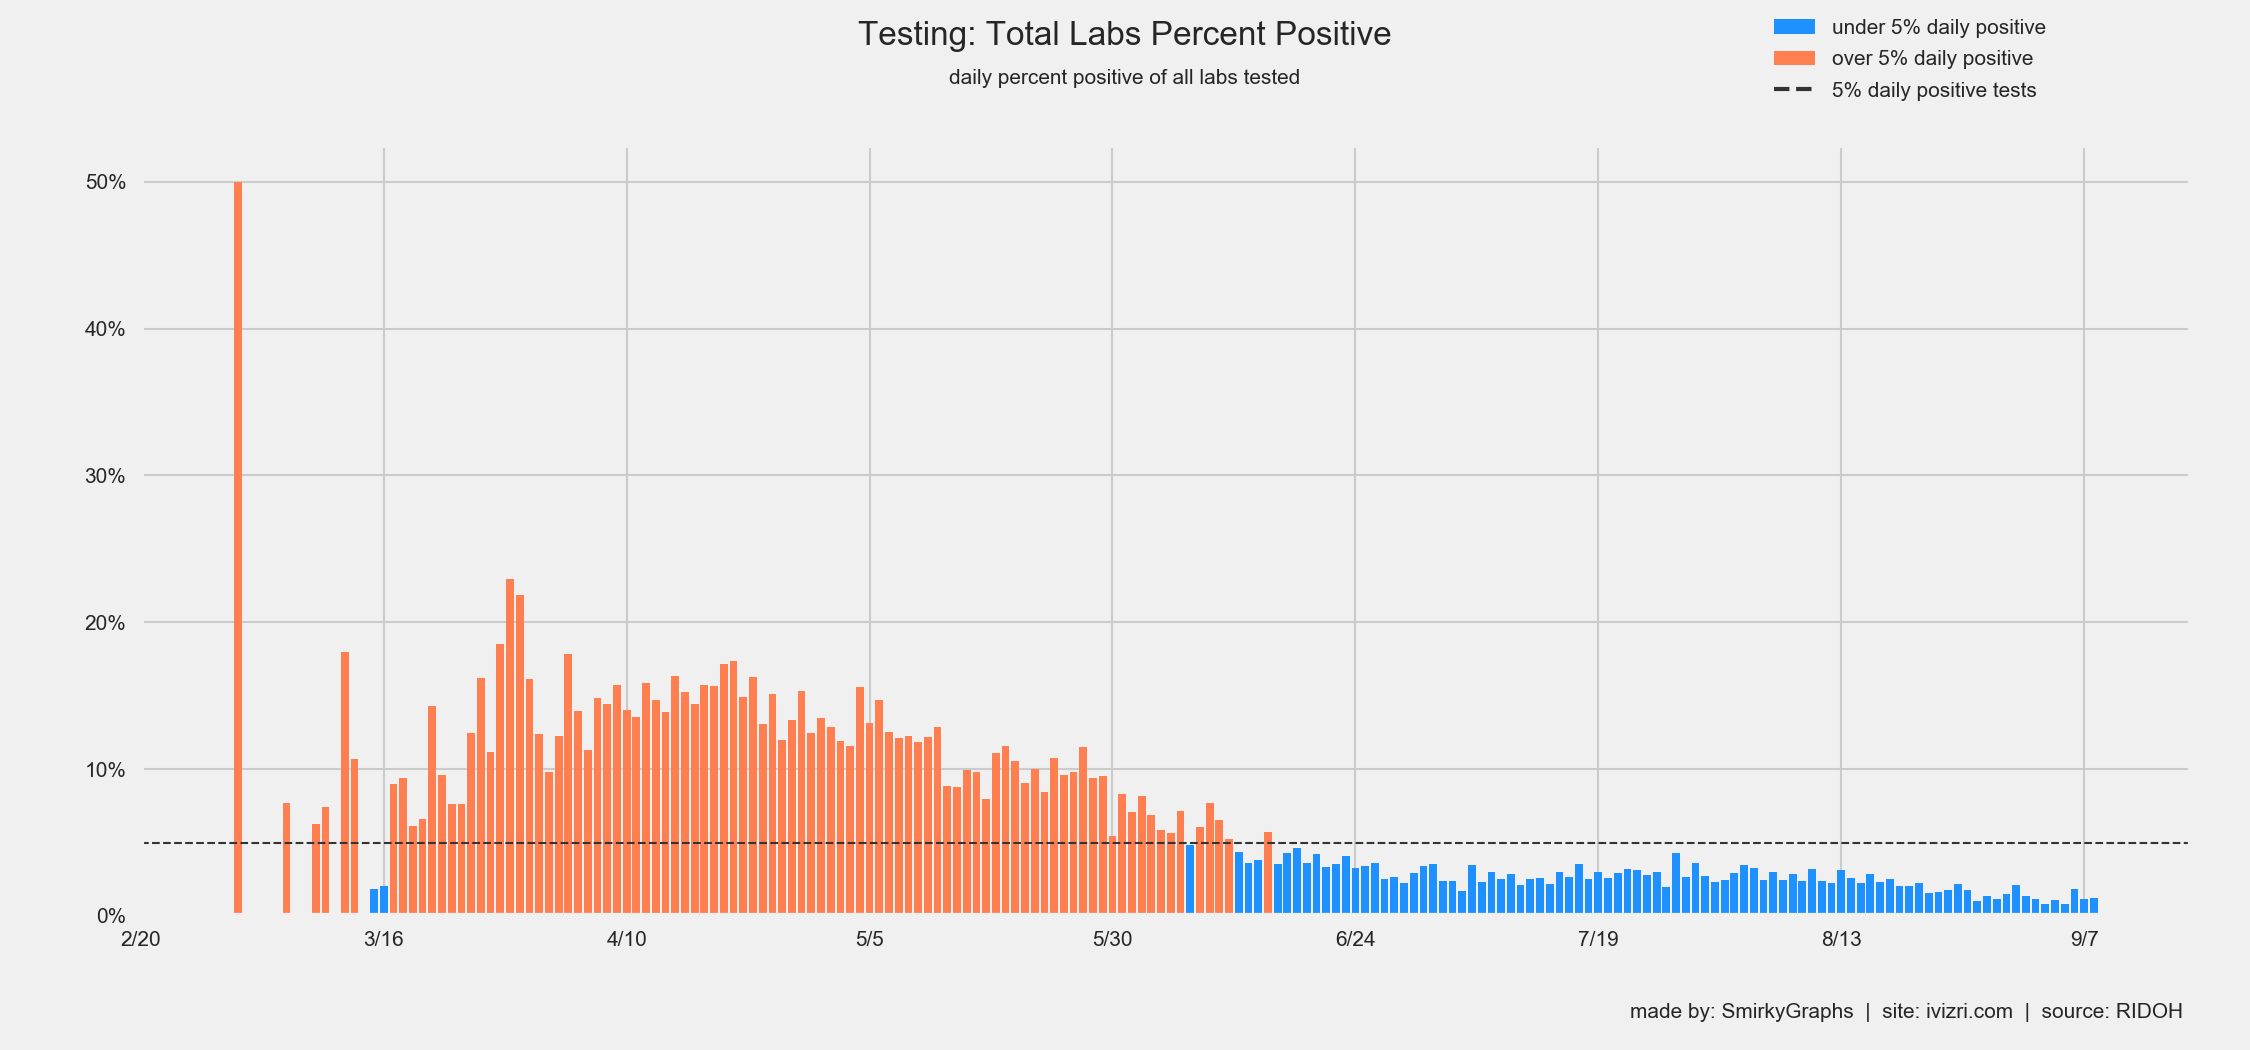 Testing: Total Labs Percent Positive
daily percent positive of all labs tested
under 5% daily positive
over 5% daily positive
5% daily positive tests
50%
40%
30%
20%
10%
0%
2/20 3/16 4/10 5/5 5/30 6/24 7/19 8/13 9/7
made by: SmirkyGraphs | site: ivizri.com | source: RIDOH